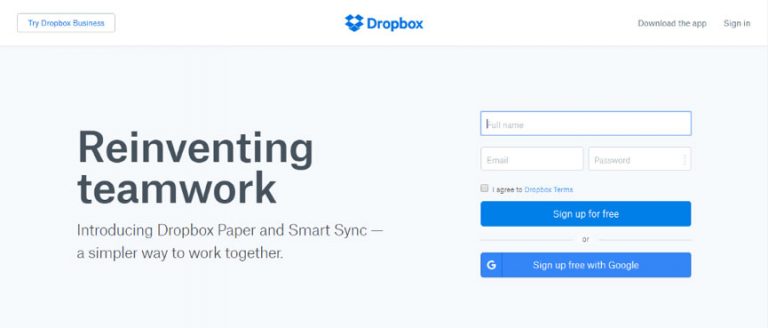 Try Dropbox Business
Dropbox
Download the app
Sign in
Reinventing
teamwork
Introducing Dropbox Paper and Smart Sync —
a simpler way to work together.
Full name
Email
Password
I agree to Dropbox Terms
Sign up for free
or
G
Sign up free with Google